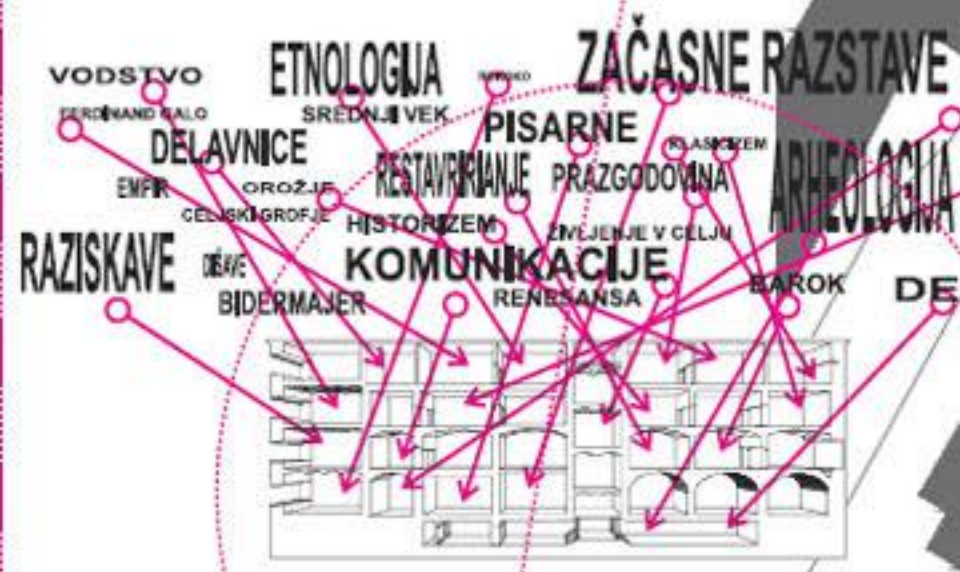 ZAČASNE RAZSTAVE
ETNOLOGIJA
VODSTVO
FERDINAND GALO
SREDNJI VEK
PISARNE
DELAVNICE
KLASICIZEM
RESTAVRIRIANJE
PRAZGODOVINA
ARHEOLOGIJA
EMPIR
OROŽJE
CELJSKI GROFJE
HISTORIZEM
ŽIVLJENJE V CELJU
RAZISKAVE
KOMUNIKACIJE
BAROK
DE
BIDERMAJER
RENESANSA